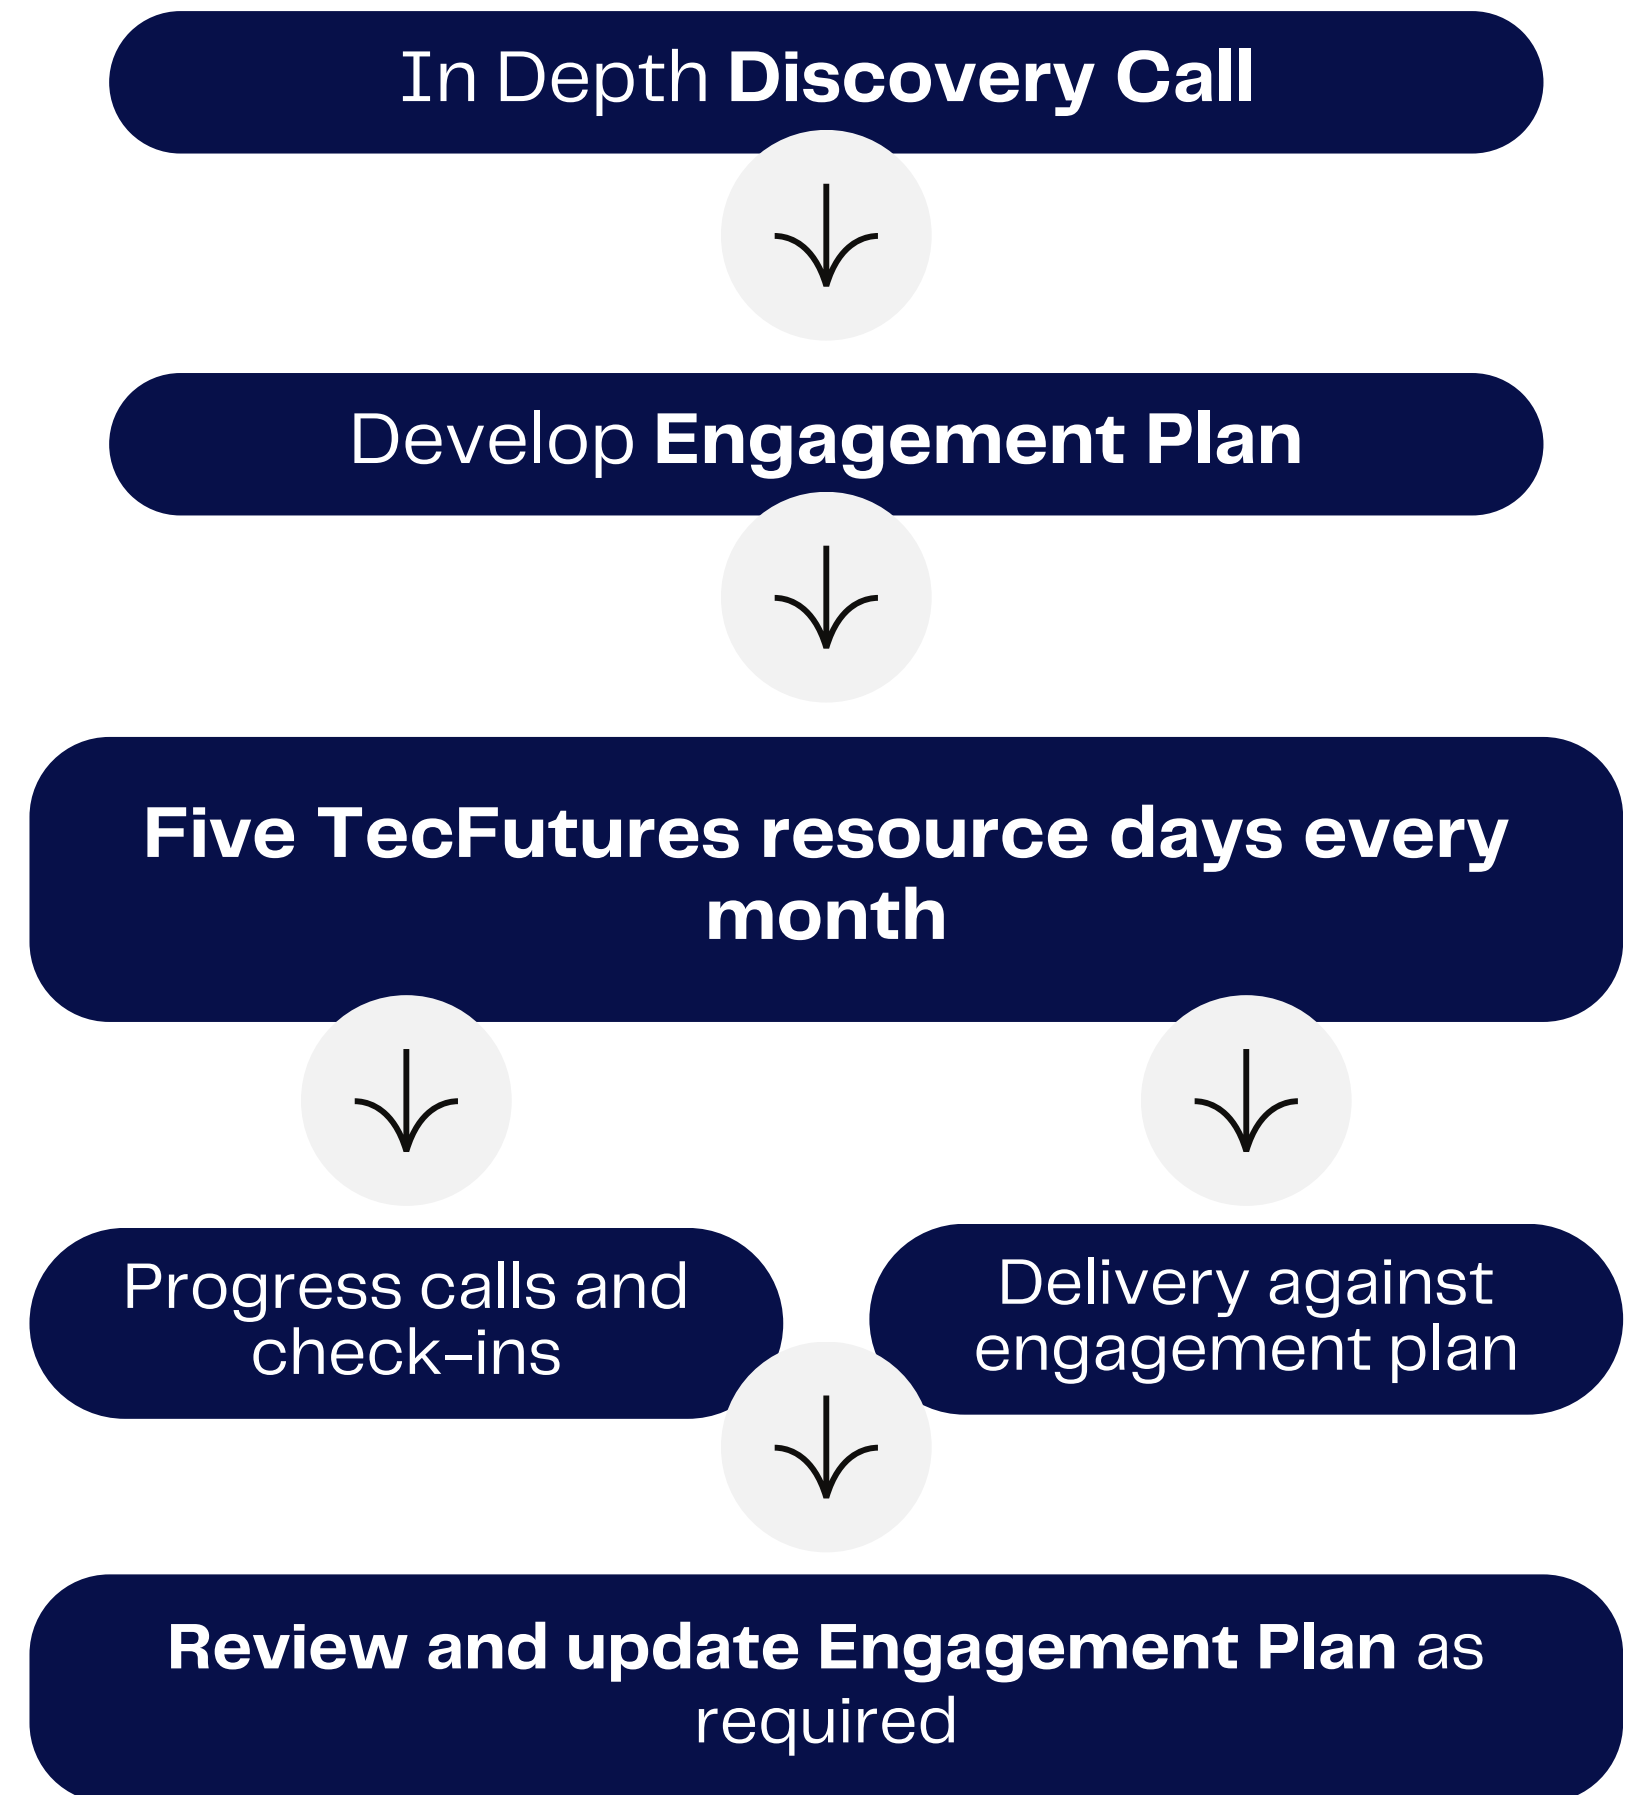 In Depth Discovery Call
Develop Engagement Plan
Five TecFutures resource days every
month
Progress calls and
check-ins
Delivery against
engagement plan
Review and update Engagement Plan as
required